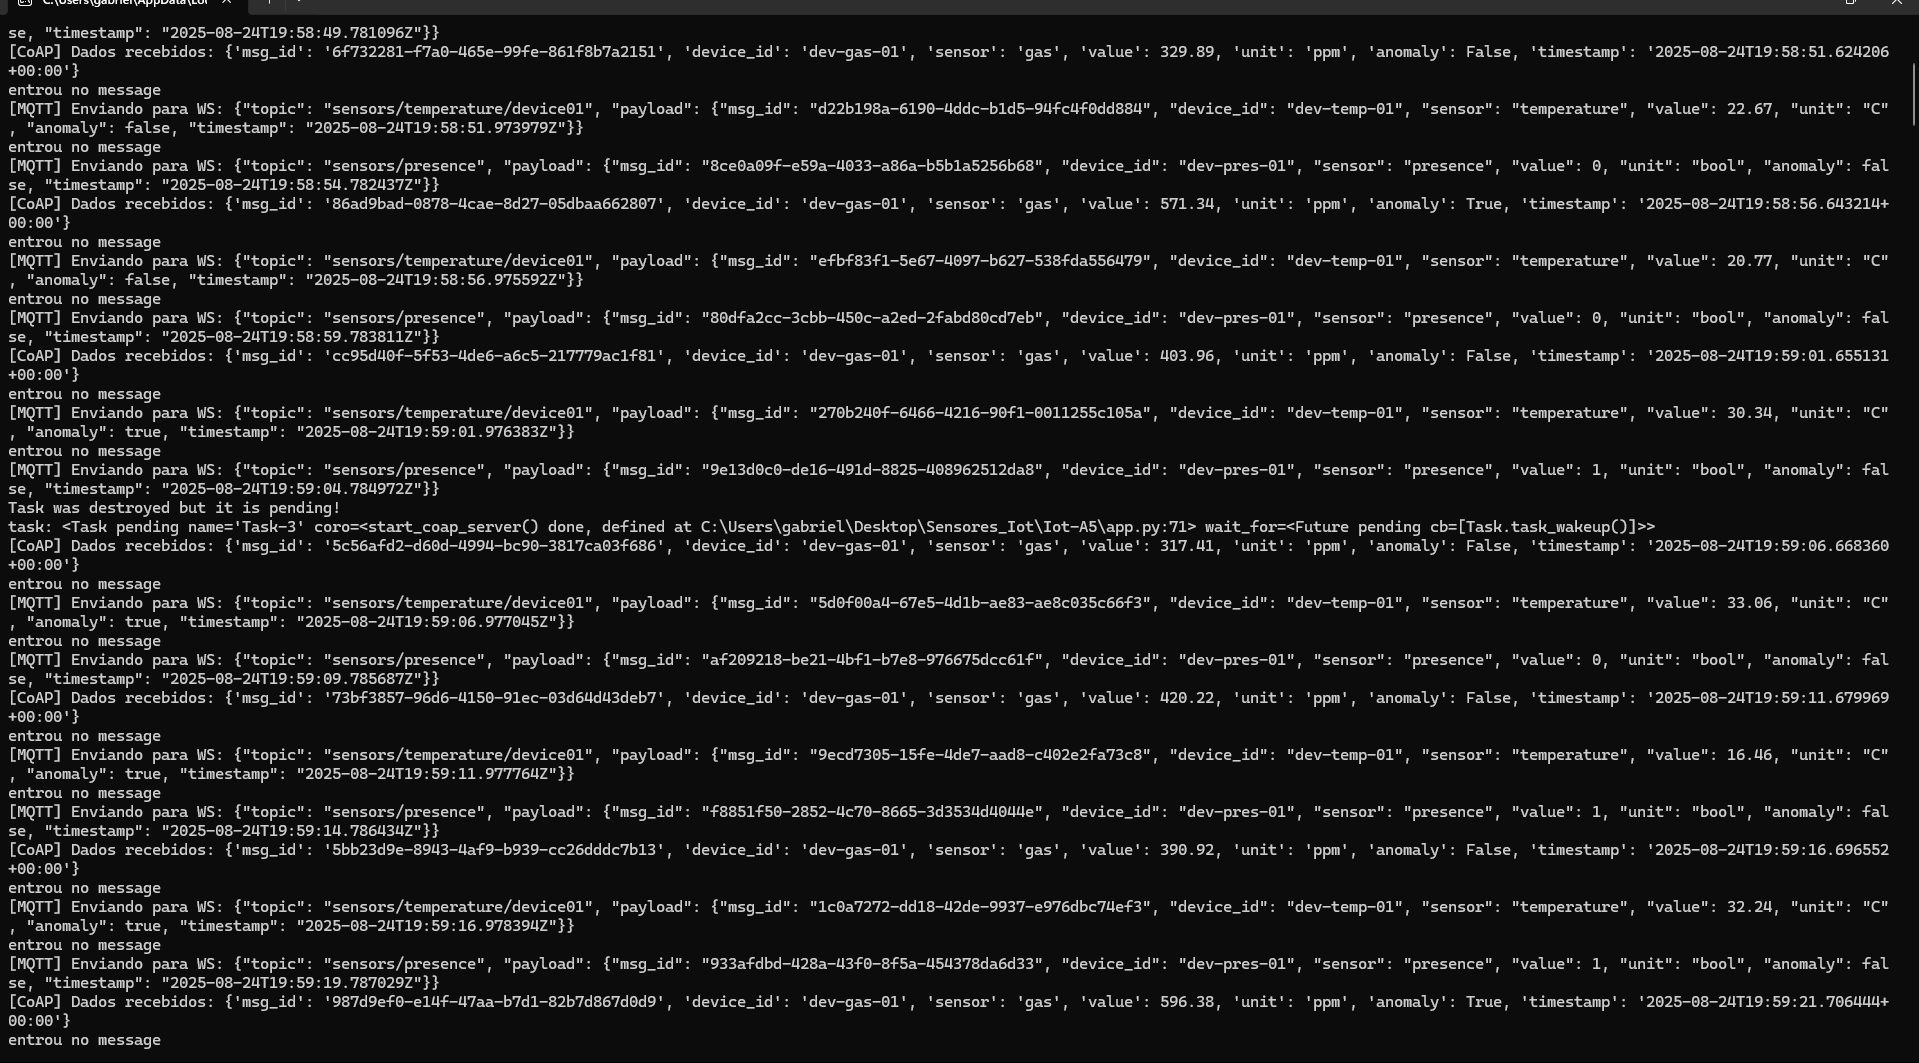 C:\Users\gabriel\AppData\Lo
se, "timestamp": "2025-08-24T19:58:49.781096Z"}}
[CoAP] Dados recebidos: {'msg_id': '6f732281-f7a0-465e-99fe-861f8b7a2151', 'device_id': 'dev-gas-01', 'sensor': 'gas', 'value': 329.89, 'unit': 'ppm', 'anomaly': False, 'timestamp': '2025-08-24T19:58:51.624206
+00:00'}
entrou no message
[MQTT] Enviando para WS: {"topic": "sensors/temperature/device01", "payload": {"msg_id": "d22b198a-6190-4ddc-b1d5-94fc4f0dd884", "device_id": "dev-temp-01", "sensor": "temperature", "value": 22.67, "unit": "C"
, "anomaly": false, "timestamp": "2025-08-24T19:58:51.973979Z"}}
entrou no message
[MQTT] Enviando para WS: {"topic": "sensors/presence", "payload": {"msg_id": "8ce0a09f-e59a-4033-a86a-b5b1a5256b68", "device_id": "dev-pres-01", "sensor": "presence", "value": 0, "unit": "bool", "anomaly": fal
se, "timestamp": "2025-08-24T19:58:54.782437Z"}}
[CoAP] Dados recebidos: {'msg_id': '86ad9bad-0878-4cae-8d27-05dbaa662807', 'device_id': 'dev-gas-01', 'sensor': 'gas', 'value': 571.34, 'unit': 'ppm', 'anomaly': True, 'timestamp': '2025-08-24T19:58:56.643214+
00:00'}
entrou no message
[MQTT] Enviando para WS: {"topic": "sensors/temperature/device01", "payload": {"msg_id": "efbf83f1-5e67-4097-b627-538fda556479", "device_id": "dev-temp-01", "sensor": "temperature", "value": 20.77, "unit": "C"
, "anomaly": false, "timestamp": "2025-08-24T19:58:56.975592Z"}}
entrou no message
[MQTT] Enviando para WS: {"topic": "sensors/presence", "payload": {"msg_id": "80dfa2cc-3cbb-450c-a2ed-2fabd80cd7eb", "device_id": "dev-pres-01", "sensor": "presence", "value": 0, "unit": "bool", "anomaly": fal
se, "timestamp": "2025-08-24T19:58:59.783811Z"}}
[CoAP] Dados recebidos: {'msg_id': 'cc95d40f-5f53-4de6-a6c5-217779ac1f81', 'device_id': 'dev-gas-01', 'sensor': 'gas', 'value': 403.96, 'unit': 'ppm', 'anomaly': False, 'timestamp': '2025-08-24T19:59:01.655131
+00:00'}
entrou no message
[MQTT] Enviando para WS: {"topic": "sensors/temperature/device01", "payload": {"msg_id": "270b240f-6466-4216-90f1-0011255c105a", "device_id": "dev-temp-01", "sensor": "temperature", "value": 30.34, "unit": "C"
, "anomaly": true, "timestamp": "2025-08-24T19:59:01.976383Z"}}
entrou no message
[MQTT] Enviando para WS: {"topic": "sensors/presence", "payload": {"msg_id": "9e13d0c0-de16-491d-8825-408962512da8", "device_id": "dev-pres-01", "sensor": "presence", "value": 1, "unit": "bool", "anomaly": fal
se, "timestamp": "2025-08-24T19:59:04.784972Z"}}
Task was destroyed but it is pending!
task: <Task pending name='Task-3' coro=<start_coap_server() done, defined at C:\Users\gabriel\Desktop\Sensores_Iot\Iot-A5\app.py:71> wait_for=<Future pending cb=[Task.task_wakeup()]>>
[CoAP] Dados recebidos: {'msg_id': '5c56afd2-d60d-4994-bc90-3817ca03f686', 'device_id': 'dev-gas-01', 'sensor': 'gas', 'value': 317.41, 'unit': 'ppm', 'anomaly': False, 'timestamp': '2025-08-24T19:59:06.668360
+00:00'}
entrou no message
[MQTT] Enviando para WS: {"topic": "sensors/temperature/device01", "payload": {"msg_id": "5d0f00a4-67e5-4d1b-ae83-ae8c035c66f3", "device_id": "dev-temp-01", "sensor": "temperature", "value": 33.06, "unit": "C"
, "anomaly": true, "timestamp": "2025-08-24T19:59:06.977045Z"}}
entrou no message
[MQTT] Enviando para WS: {"topic": "sensors/presence", "payload": {"msg_id": "af209218-be21-4bf1-b7e8-976675dcc61f", "device_id": "dev-pres-01", "sensor": "presence", "value": 0, "unit": "bool", "anomaly": fal
se, "timestamp": "2025-08-24T19:59:09.785687Z"}}
[CoAP] Dados recebidos: {'msg_id': '73bf3857-96d6-4150-91ec-03d64d43deb7', 'device_id': 'dev-gas-01', 'sensor': 'gas', 'value': 420.22, 'unit': 'ppm', 'anomaly': False, 'timestamp': '2025-08-24T19:59:11.679969
+00:00'}
entrou no message
[MQTT] Enviando para WS: {"topic": "sensors/temperature/device01", "payload": {"msg_id": "9ecd7305-15fe-4de7-aad8-c402e2fa73c8", "device_id": "dev-temp-01", "sensor": "temperature", "value": 16.46, "unit": "C"
, "anomaly": true, "timestamp": "2025-08-24T19:59:11.977764Z"}}
entrou no message
[MQTT] Enviando para WS: {"topic": "sensors/presence", "payload": {"msg_id": "f8851f50-2852-4c70-8665-3d3534d4044e", "device_id": "dev-pres-01", "sensor": "presence", "value": 1, "unit": "bool", "anomaly": fal
se, "timestamp": "2025-08-24T19:59:14.786434Z"}}
[CoAP] Dados recebidos: {'msg_id': '5bb23d9e-8943-4af9-b939-cc26dddc7b13', 'device_id': 'dev-gas-01', 'sensor': 'gas', 'value': 390.92, 'unit': 'ppm', 'anomaly': False, 'timestamp': '2025-08-24T19:59:16.696552
+00:00'}
entrou no message
[MQTT] Enviando para WS: {"topic": "sensors/temperature/device01", "payload": {"msg_id": "1c0a7272-dd18-42de-9937-e976dbc74ef3", "device_id": "dev-temp-01", "sensor": "temperature", "value": 32.24, "unit": "C"
, "anomaly": true, "timestamp": "2025-08-24T19:59:16.978394Z"}}
entrou no message
[MQTT] Enviando para WS: {"topic": "sensors/presence", "payload": {"msg_id": "933afdbd-428a-43f0-8f5a-454378da6d33", "device_id": "dev-pres-01", "sensor": "presence", "value": 1, "unit": "bool", "anomaly": fal
se, "timestamp": "2025-08-24T19:59:19.787029Z"}}
[CoAP] Dados recebidos: {'msg_id': '987d9ef0-e14f-47aa-b7d1-82b7d867d0d9', 'device_id': 'dev-gas-01', 'sensor': 'gas', 'value': 596.38, 'unit': 'ppm', 'anomaly': True, 'timestamp': '2025-08-24T19:59:21.706444+
00:00'}
entrou no message